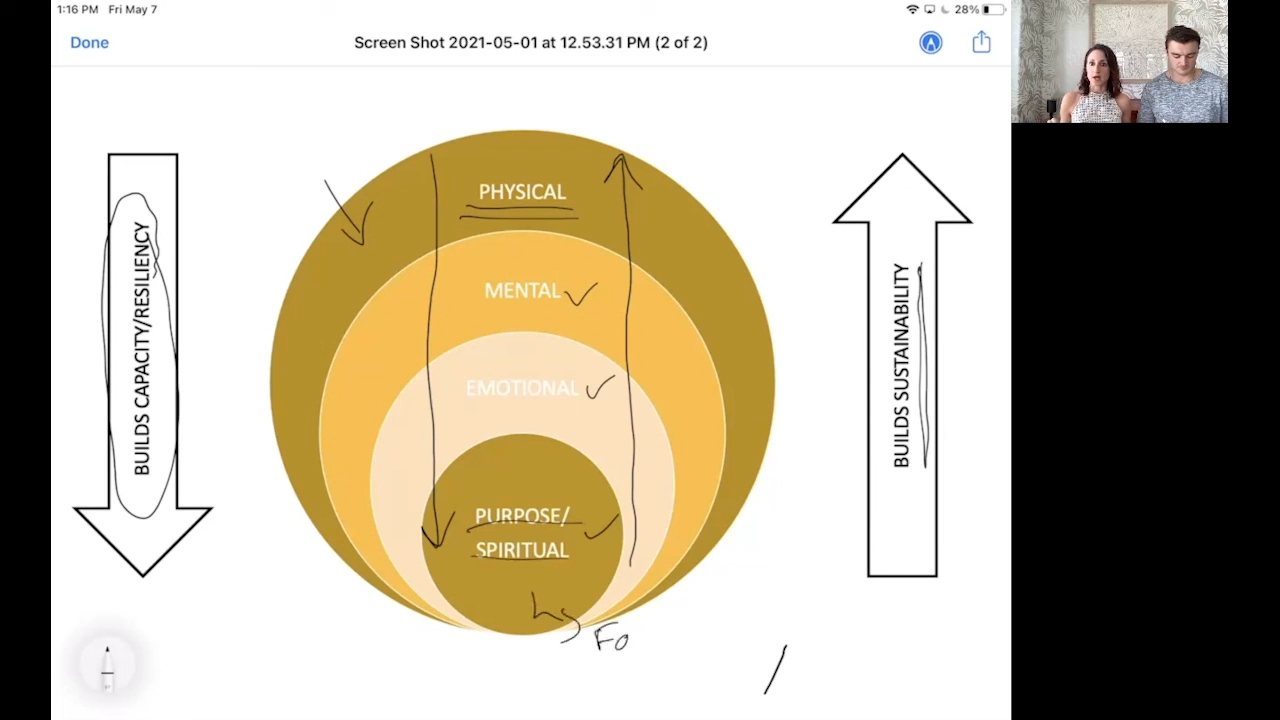 1:16 PM Fri May 7
28%
Done
Screen Shot 2021-05-01 at 12.53.31 PM (2 of 2)
BUILDS CAPACITY/RESILIENCY
PHYSICAL
MENTAL
EMOTIONAL
PURPOSE/
SPIRITUAL
BUILDS SUSTAINABILITY
Fo